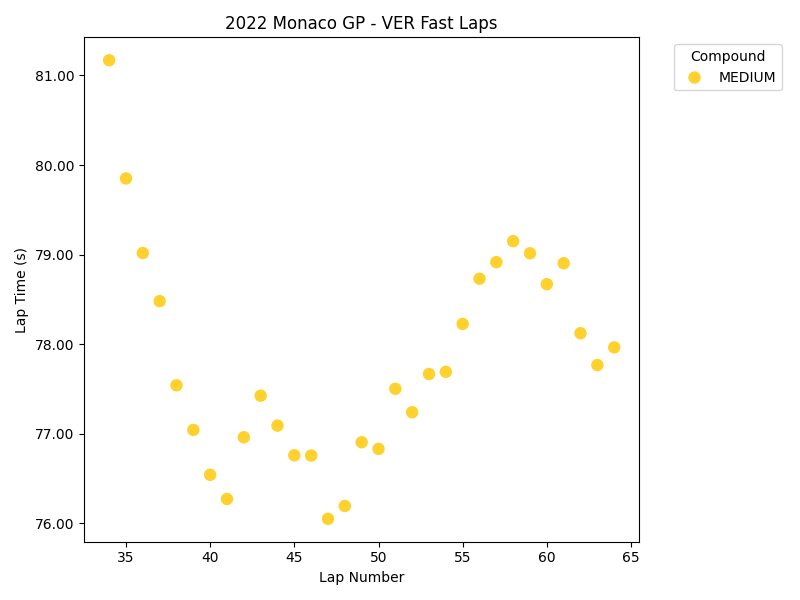 2022 Monaco GP - VER Fast Laps
Compound
MEDIUM
81.00
80.00
79.00
78.00
77.00
76.00
Lap Time (s)
35 40 45 50 55 60 65
Lap Number